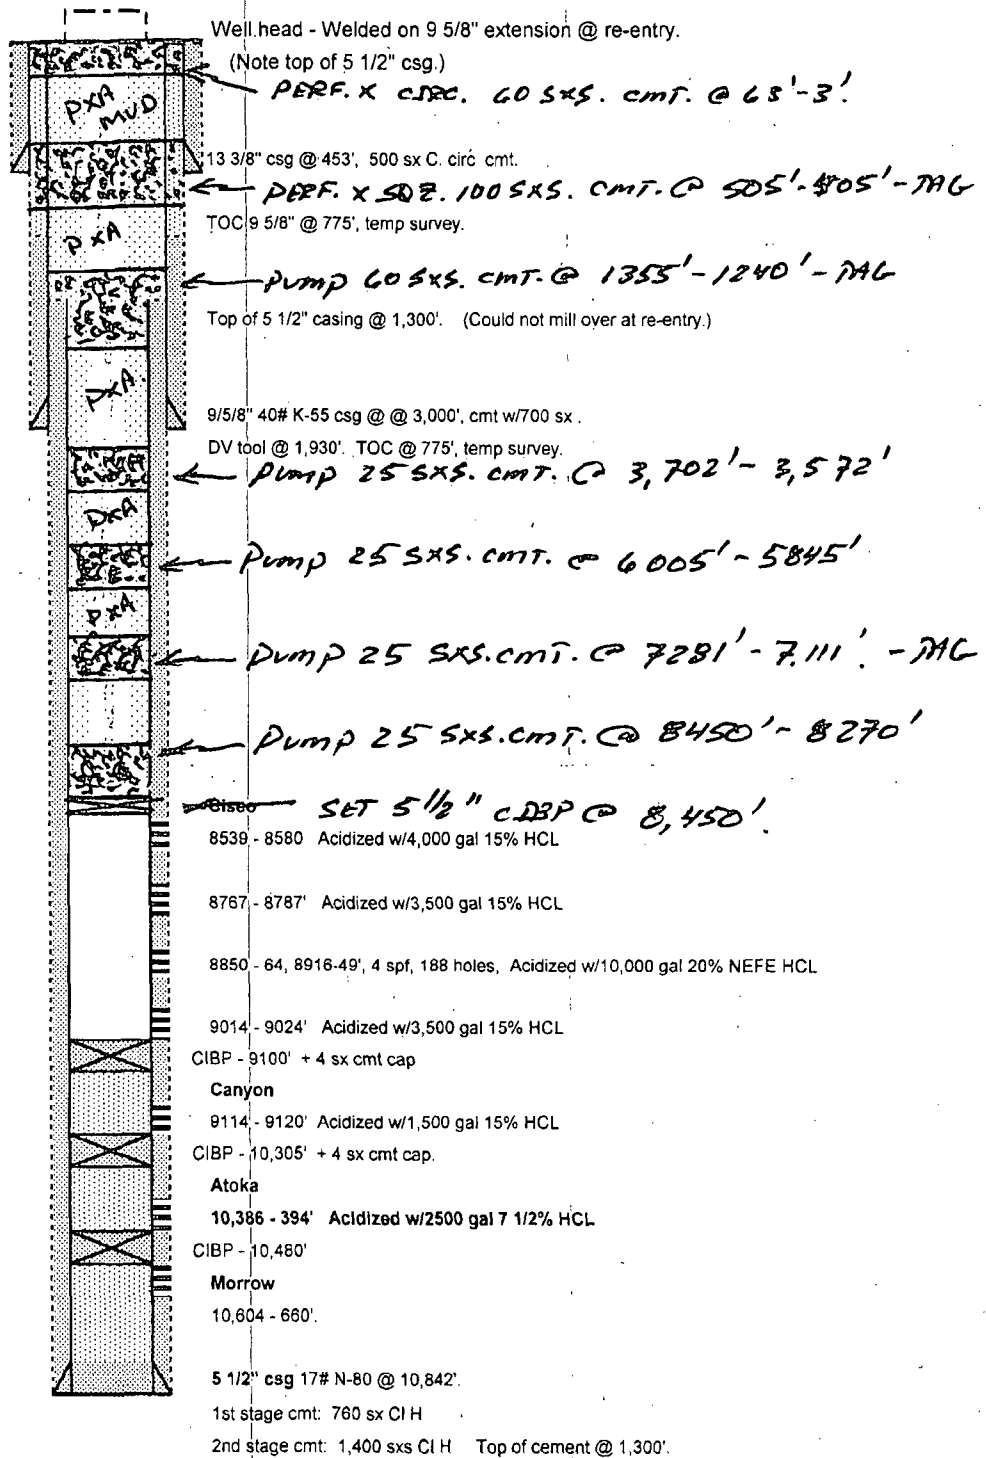 Well head - Welded on 9 5/8" extension @ re-entry.
(Note top of 5 1/2" csg.)
PERF. X CIRC. 60 SXS. CMT. @ 63'-3'.
PXA
MUD
13 3/8" csg @ 453', 500 sx C. circ cmt.
PERF. X SQZ. 100 SXS. CMT. @ 505'-405'-TAG
TOC 9 5/8" @ 775', temp survey.
PXA
PUMP 60 SXS. CMT. @ 1355'-1240'-TAG
Top of 5 1/2" casing @ 1,300'. (Could not mill over at re-entry.)
PXA
9/5/8" 40# K-55 csg @ @ 3,000', cmt w/700 sx .
DV tool @ 1,930'. TOC @ 775', temp survey.
PUMP 25 SXS. CMT. @ 3,702'-3,572'
PXA
PUMP 25 SXS. CMT. @ 6005'-5845'
PXA
PUMP 25 SXS. CMT. @ 7281'-7,111'. -TAG
PUMP 25 SXS. CMT. @ 8450'-8270'
Cisco
SET 5 1/2" CIBP @ 8,450'.
8539 - 8580 Acidized w/4,000 gal 15% HCL
8767 - 8787' Acidized w/3,500 gal 15% HCL
8850 - 64, 8916-49', 4 spf, 188 holes, Acidized w/10,000 gal 20% NEFE HCL
9014 - 9024' Acidized w/3,500 gal 15% HCL
CIBP - 9100' + 4 sx cmt cap
Canyon
9114 - 9120' Acidized w/1,500 gal 15% HCL
CIBP - 10,305' + 4 sx cmt cap.
Atoka
10,386 - 394' Acidized w/2500 gal 7 1/2% HCL
CIBP - 10,480'
Morrow
10,604 - 660'.
5 1/2" csg 17# N-80 @ 10,842'.
1st stage cmt: 760 sx Cl H
2nd stage cmt: 1,400 sxs Cl H Top of cement @ 1,300'.